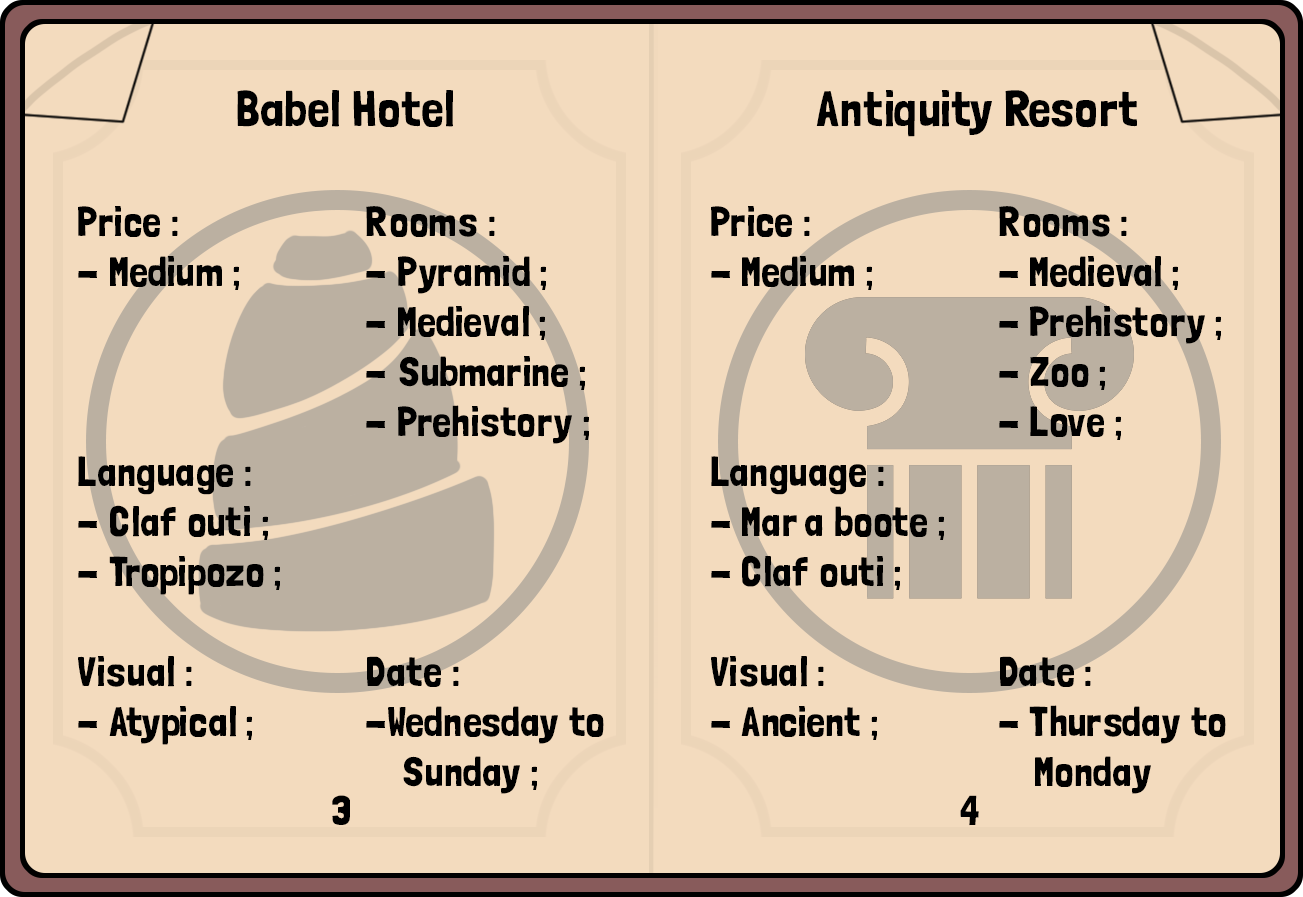 Babel Hotel
Price :
– Medium ;
Rooms :
– Pyramid ;
– Medieval ;
– Submarine ;
– Prehistory ;
Language :
– Claf outi ;
– Tropipozo ;
Visual :
– Atypical ;
Date :
–Wednesday to
Sunday ;
3
Antiquity Resort
Price :
– Medium ;
Rooms :
– Medieval ;
– Prehistory ;
– Zoo ;
– Love ;
Language :
– Mar a boote ;
– Claf outi ;
Visual :
– Ancient ;
Date :
– Thursday to
Monday
4